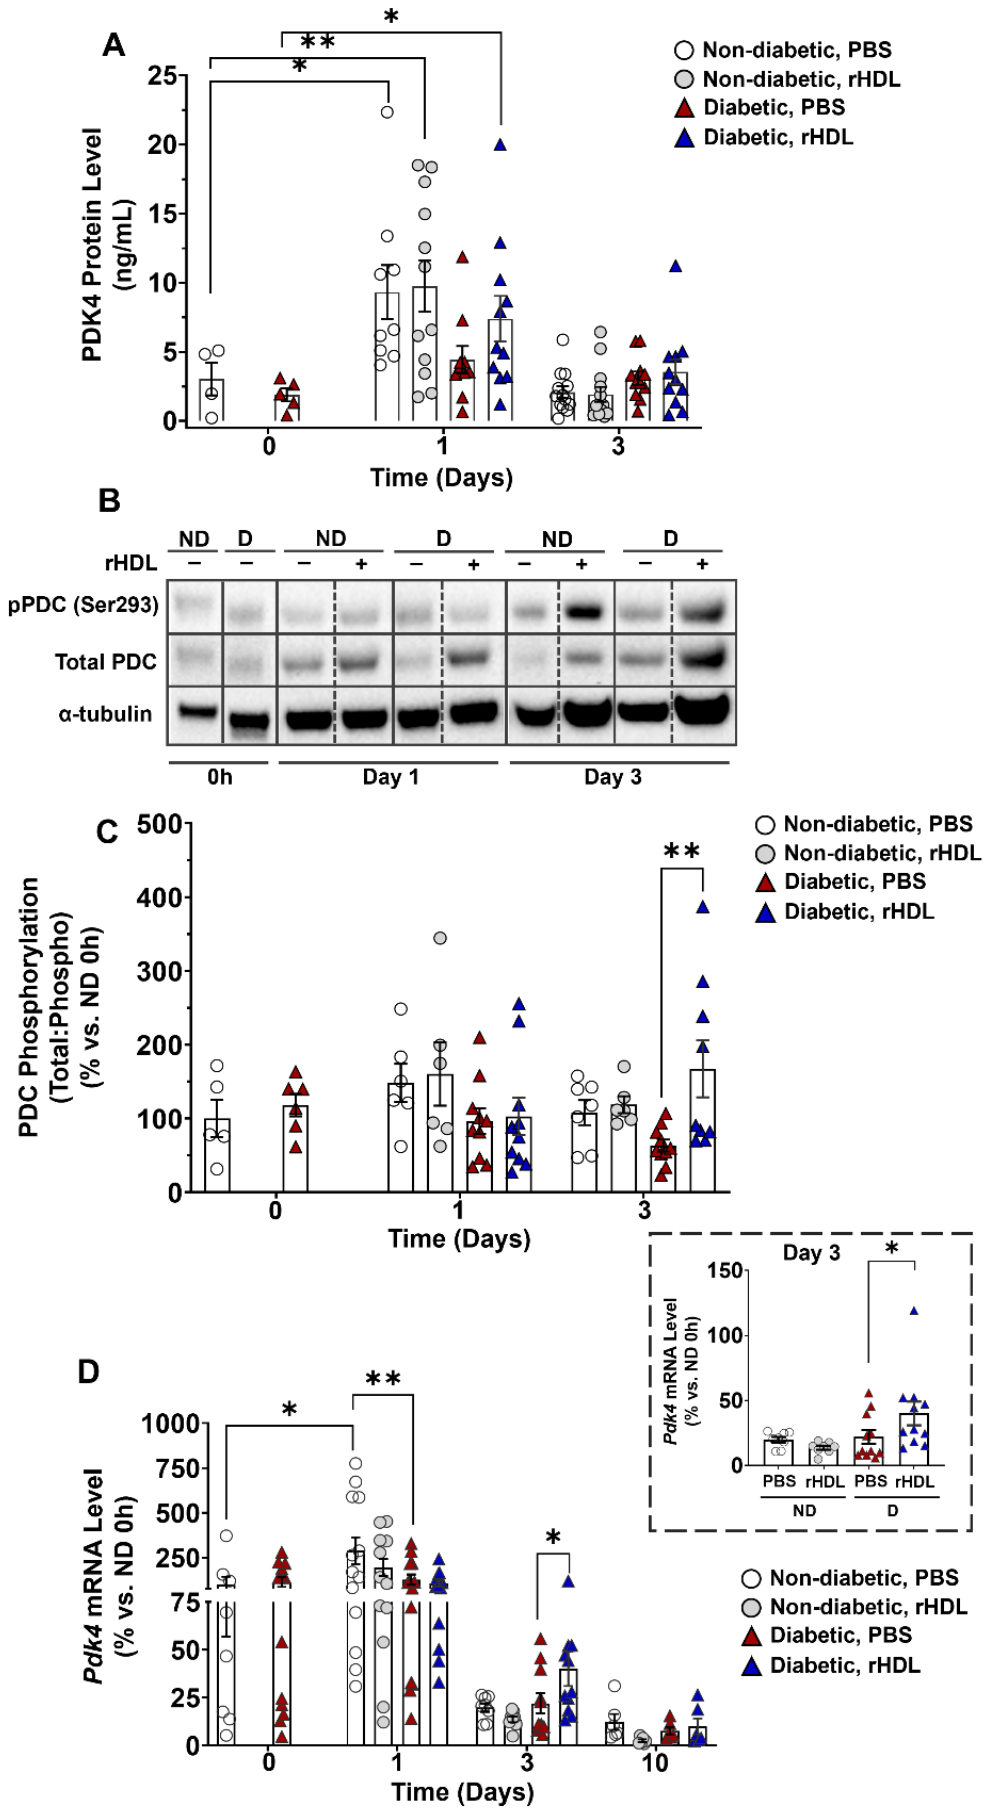 A
*
**
*
Non-diabetic, PBS
Non-diabetic, rHDL
Diabetic, PBS
Diabetic, rHDL
PDK4 Protein Level
(ng/mL)
25
20
15
10
5
0
0 1 3
Time (Days)
B
ND D ND D ND D
rHDL − − − + − + − + − +
pPDC (Ser293)
Total PDC
α-tubulin
0h Day 1 Day 3
C
Non-diabetic, PBS
Non-diabetic, rHDL
Diabetic, PBS
Diabetic, rHDL
**
PDC Phosphorylation
(Total:Phospho)
(% vs. ND 0h)
500
400
300
200
100
0
0 1 3
Time (Days)
Day 3
*
Pdk4 mRNA Level
(% vs. ND 0h)
150
100
50
0
PBS rHDL PBS rHDL
ND D
D
*
**
*
Pdk4 mRNA Level
(% vs. ND 0h)
1000
750
500
250
75
50
25
0
0 1 3 10
Time (Days)
Non-diabetic, PBS
Non-diabetic, rHDL
Diabetic, PBS
Diabetic, rHDL